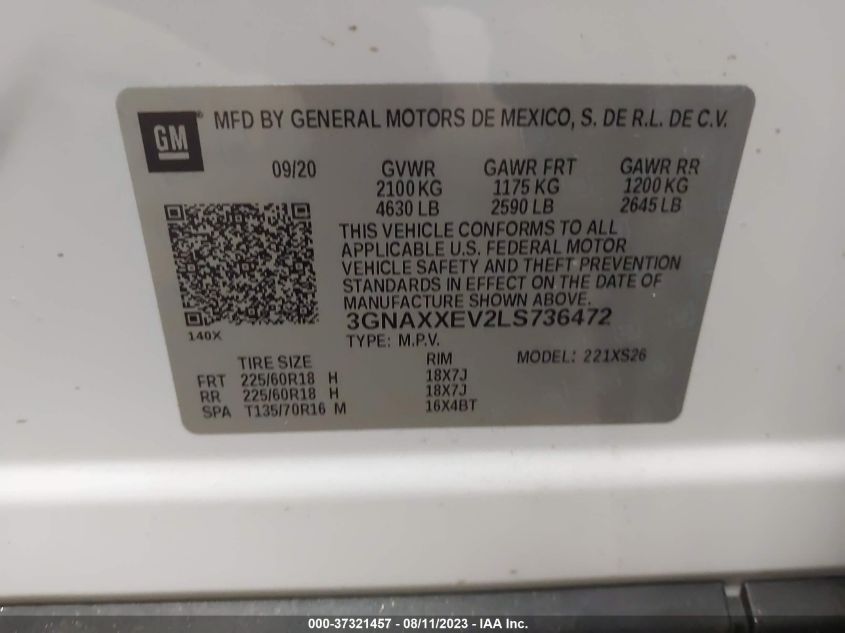 GM ® MFD BY GENERAL MOTORS DE MEXICO, S. DE R.L. DE C.V.
09/20 GVWR GAWR FRT GAWR RR
2100 KG 1175 KG 1200 KG
4630 LB 2590 LB 2645 LB
THIS VEHICLE CONFORMS TO ALL
APPLICABLE U.S. FEDERAL MOTOR
VEHICLE SAFETY AND THEFT PREVENTION
STANDARDS IN EFFECT ON THE DATE OF
MANUFACTURE SHOWN ABOVE.
3GNAXXEV2LS736472
140X
TYPE: M.P.V.
TIRE SIZE RIM MODEL: 221XS26
FRT 225/60R18 H 18X7J
RR 225/60R18 H 18X7J
SPA T135/70R16 M 16X4BT
000-37321457 - 08/11/2023 - IAA Inc.